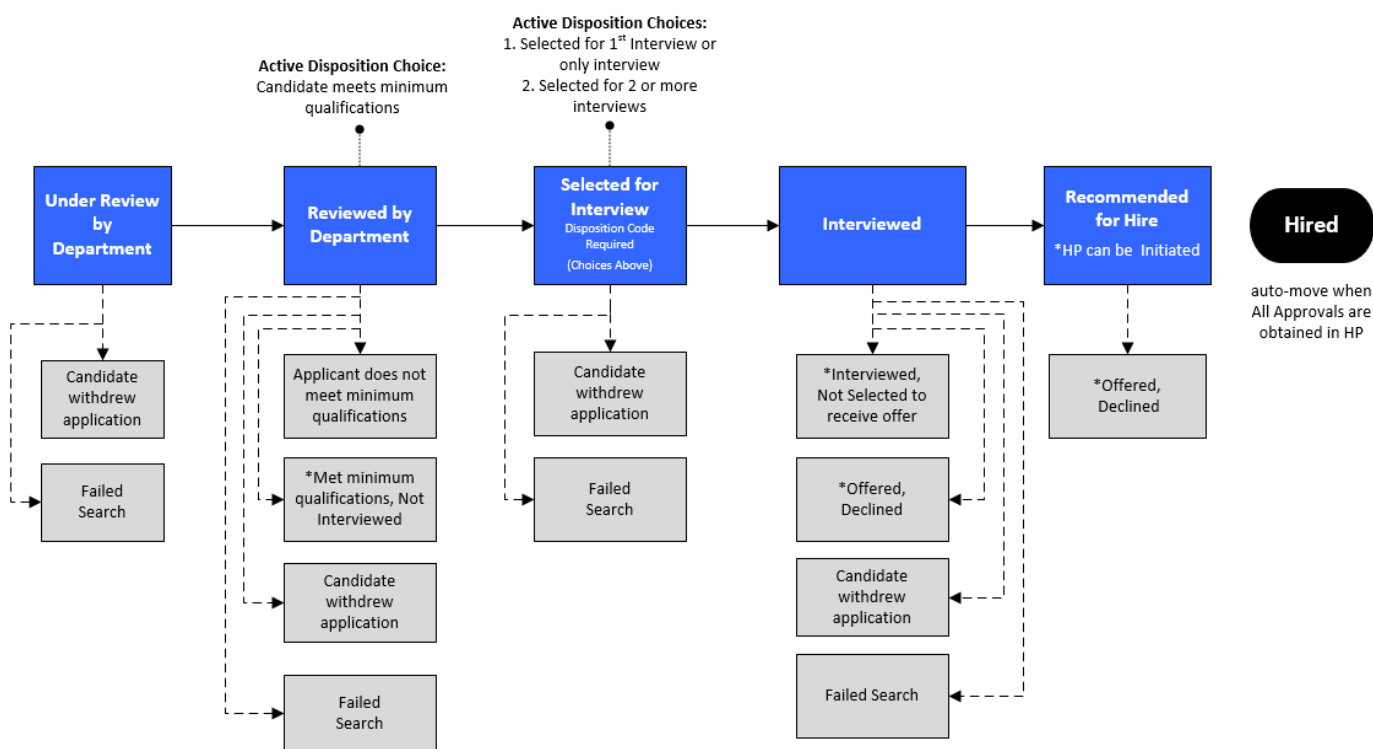 Active Disposition Choice:
Candidate meets minimum
qualifications
Active Disposition Choices:
1. Selected for 1st Interview or
only interview
2. Selected for 2 or more
interviews
Under Review
by
Department
Reviewed by
Department
Selected for
Interview
Disposition Code
Required
(Choices Above)
Interviewed
Recommended
for Hire
*HP can be Initiated
Hired
auto-move when
All Approvals are
obtained in HP
Candidate
withdrew
application
Failed
Search
Applicant does not
meet minimum
qualifications
*Met minimum
qualifications, Not
Interviewed
Candidate
withdrew
application
Failed
Search
Candidate
withdrew
application
Failed
Search
*Interviewed,
Not Selected to
receive offer
*Offered,
Declined
Candidate
withdrew
application
Failed Search
*Offered,
Declined